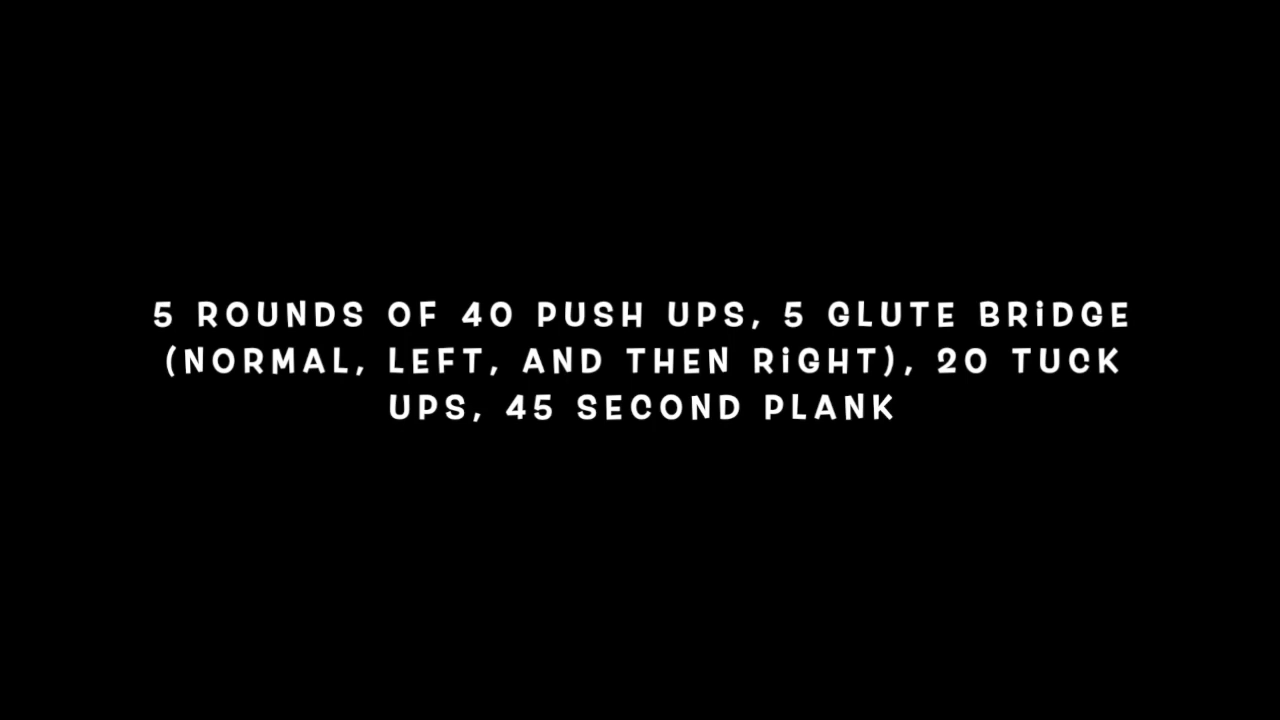 5 ROUNDS OF 40 PUSH UPS, 5 GLUTE BRiDGE
(NORMAL, LEFT, AND THEN RiGHT), 20 TUCK
UPS, 45 SECOND PLANK